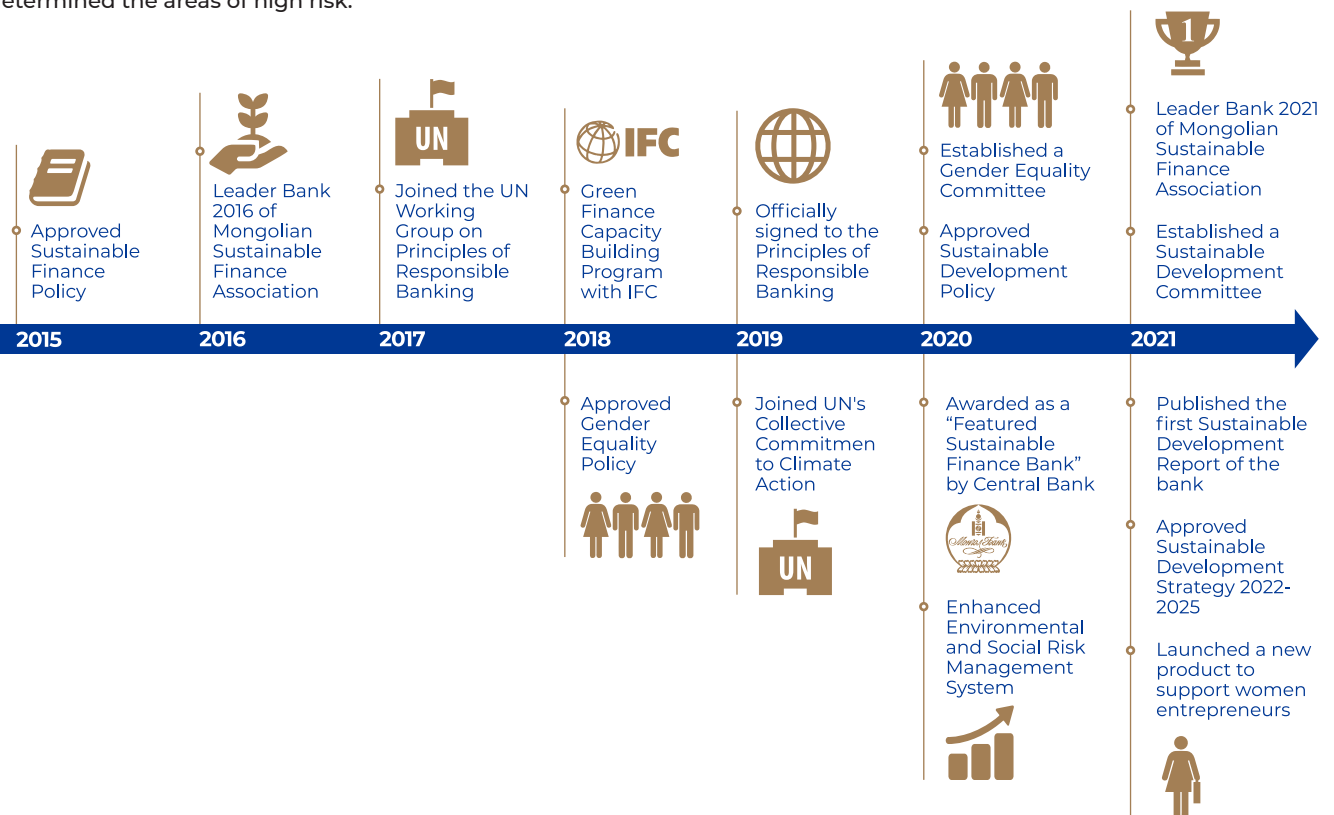 etermined the areas of high risk.
1
UN
IFC
Approved
Sustainable
Finance
Policy
Leader Bank
2016 of
Mongolian
Sustainable
Finance
Association
Joined the UN
Working
Group on
Principles of
Responsible
Banking
Green
Finance
Capacity
Building
Program
with IFC
Officially
signed to the
Principles of
Responsible
Banking
Established a
Gender Equality
Committee
Approved
Sustainable
Development
Policy
Leader Bank 2021
of Mongolian
Sustainable
Finance
Association
Established a
Sustainable
Development
Committee
2015
2016
2017
2018
2019
2020
2021
Approved
Gender
Equality
Policy
Joined UN's
Collective
Commitmen
to Climate
Action
UN
Awarded as a
“Featured
Sustainable
Finance Bank”
by Central Bank
Enhanced
Environmental
and Social Risk
Management
System
Published the
first Sustainable
Development
Report of the
bank
Approved
Sustainable
Development
Strategy 2022-
2025
Launched a new
product to
support women
entrepreneurs